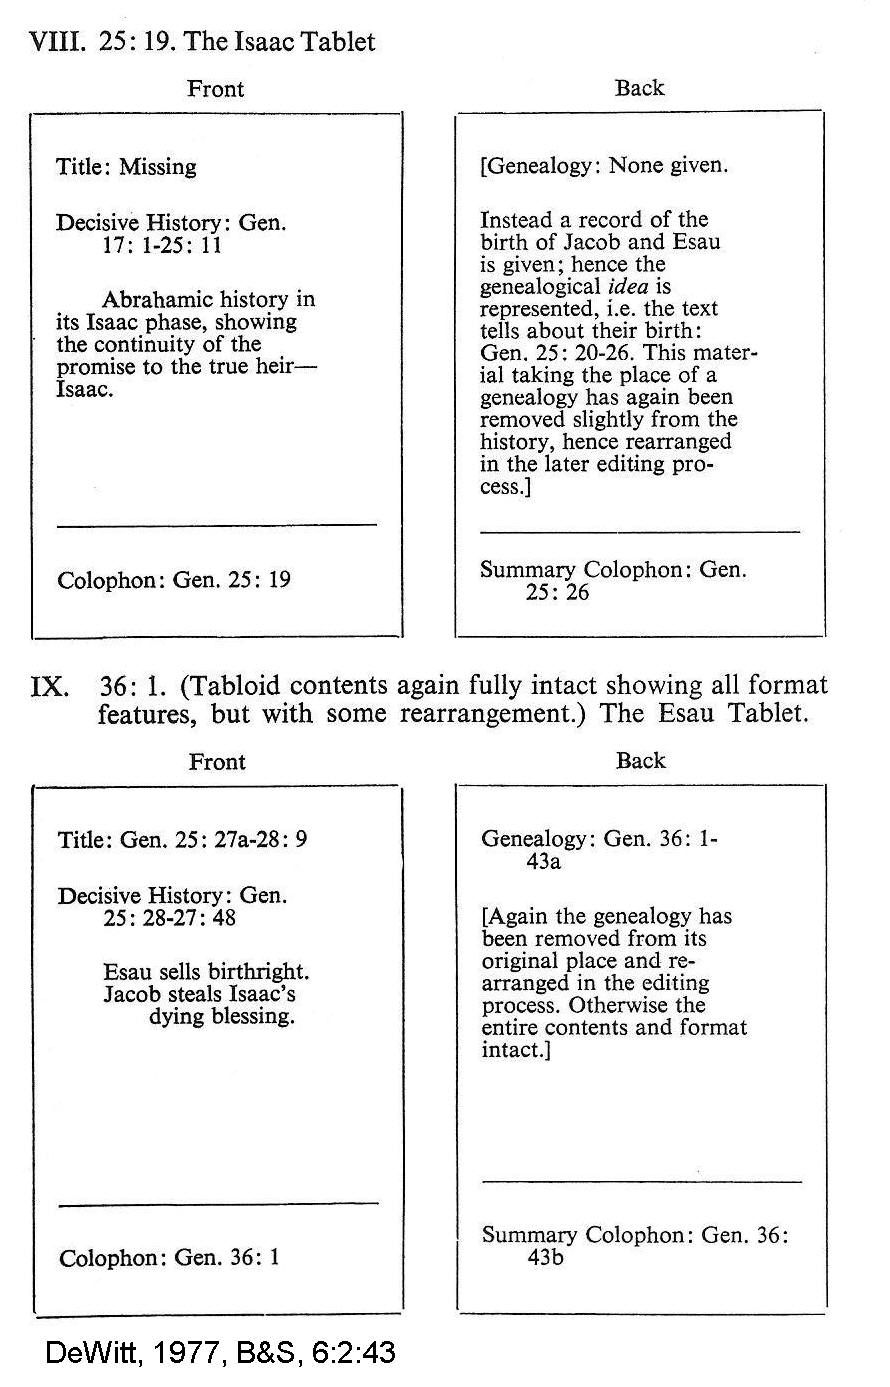 VIII. 25: 19. The Isaac Tablet
Front
Title: Missing
Decisive History: Gen.
17: 1-25: 11
Abrahamic history in
its Isaac phase, showing
the continuity of the
promise to the true heir—
Isaac.
Colophon: Gen. 25: 19
Back
[Genealogy: None given.
Instead a record of the
birth of Jacob and Esau
is given; hence the
genealogical idea is
represented, i.e. the text
tells about their birth:
Gen. 25: 20-26. This mater-
ial taking the place of a
genealogy has again been
removed slightly from the
history, hence rearranged
in the later editing pro-
cess.]
Summary Colophon: Gen.
25: 26
IX. 36: 1. (Tabloid contents again fully intact showing all format
features, but with some rearrangement.) The Esau Tablet.
Front
Title: Gen. 25: 27a-28: 9
Decisive History: Gen.
25: 28-27: 48
Esau sells birthright.
Jacob steals Isaac's
dying blessing.
Colophon: Gen. 36: 1
Back
Genealogy: Gen. 36: 1-
43a
[Again the genealogy has
been removed from its
original place and re-
arranged in the editing
process. Otherwise the
entire contents and format
intact.]
Summary Colophon: Gen. 36:
43b
DeWitt, 1977, B&S, 6:2:43